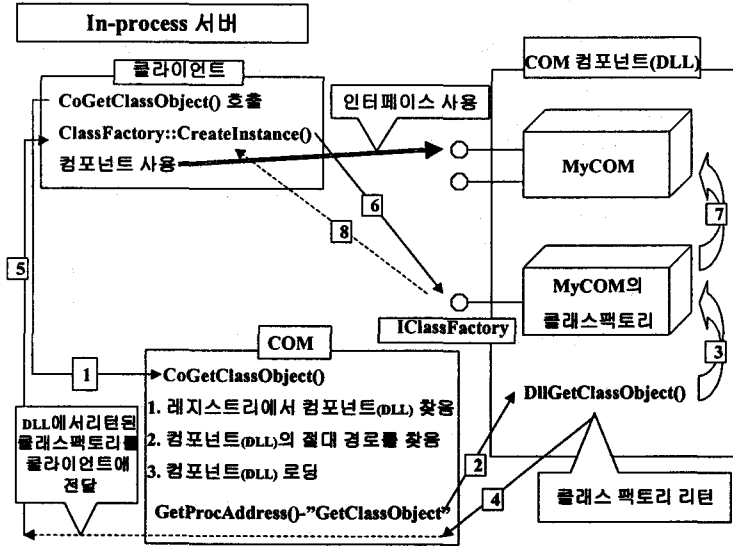 In-process 서버
클라이언트
CoGetClassObject() 호출
ClassFactory::CreateInstance()
컴포넌트 사용
인터페이스 사용
COM 컴포넌트(DLL)
MyCOM
6
7
8
5
MyCOM의
클래스팩토리
IClassFactory
3
COM
1
CoGetClassObject()
1. 레지스트리에서 컴포넌트(DLL) 찾음
2. 컴포넌트(DLL)의 절대 경로를 찾음
3. 컴포넌트(DLL) 로딩
GetProcAddress()-"GetClassObject"
DLL에서리턴된
클래스팩토리를
클라이언트에
전달
DllGetClassObject()
2
4
클래스 팩토리 리턴